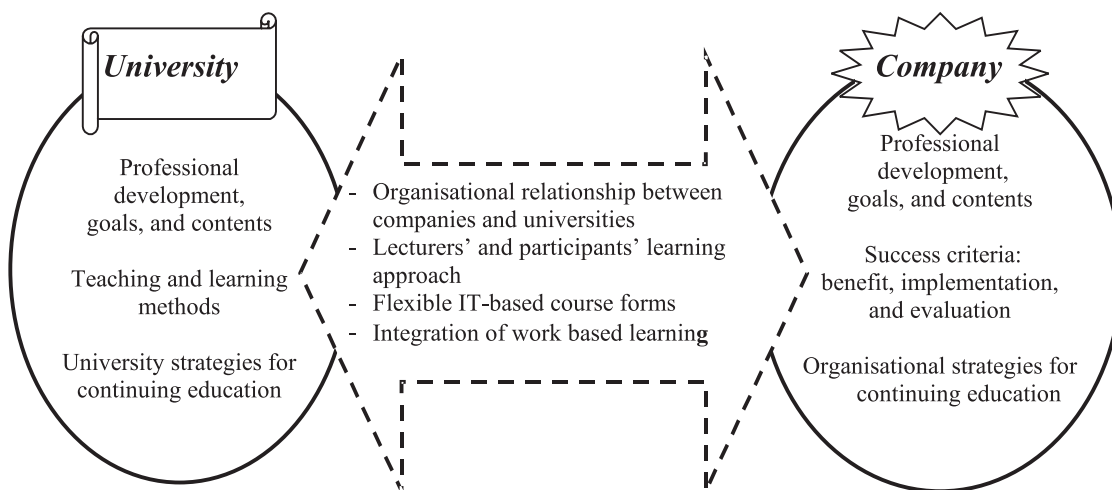 University
Professional
development,
goals, and contents
Teaching and learning
methods
University strategies for
continuing education
- Organisational relationship between
companies and universities
- Lecturers’ and participants’ learning
approach
- Flexible IT-based course forms
- Integration of work based learning
Company
Professional
development,
goals, and contents
Success criteria:
benefit, implementation,
and evaluation
Organisational strategies for
continuing education